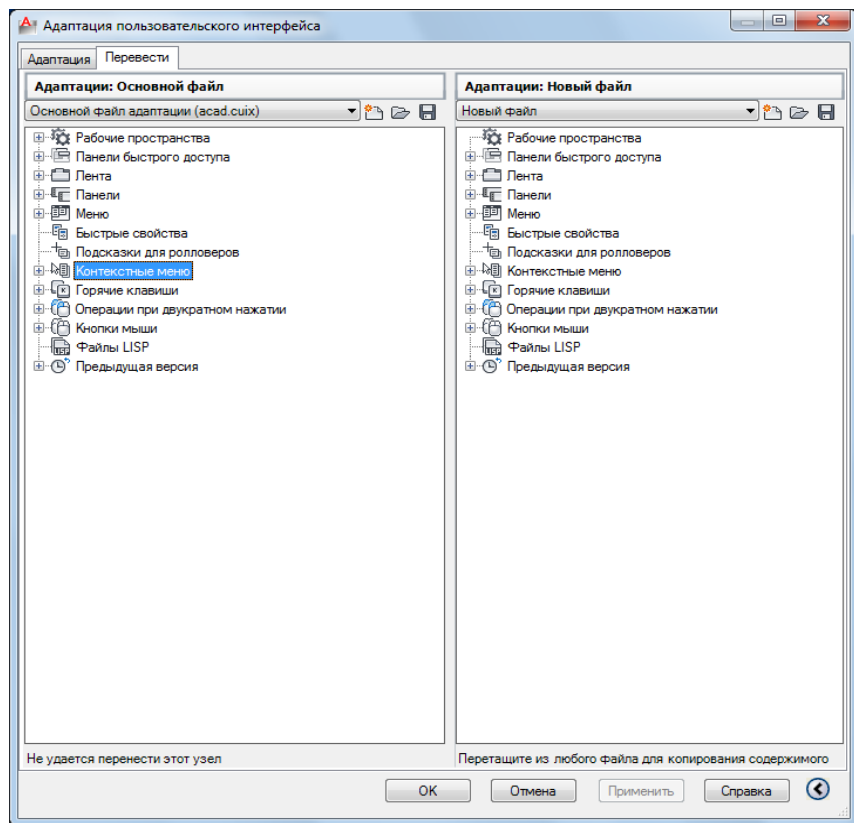 Адаптация пользовательского интерфейса
Адаптация Перевести
Адаптации: Основной файл
Основной файл адаптации (acad.cuix)
Рабочие пространства
Панели быстрого доступа
Лента
Панели
Меню
Быстрые свойства
Подсказки для ролловеров
Контекстные меню
Горячие клавиши
Операции при двукратном нажатии
Кнопки мыши
Файлы LISP
Предыдущая версия
Не удается перенести этот узел
Адаптации: Новый файл
Новый файл
Рабочие пространства
Панели быстрого доступа
Лента
Панели
Меню
Быстрые свойства
Подсказки для ролловеров
Контекстные меню
Горячие клавиши
Операции при двукратном нажатии
Кнопки мыши
Файлы LISP
Предыдущая версия
Перетащите из любого файла для копирования содержимого
OK Отмена Применить Справка